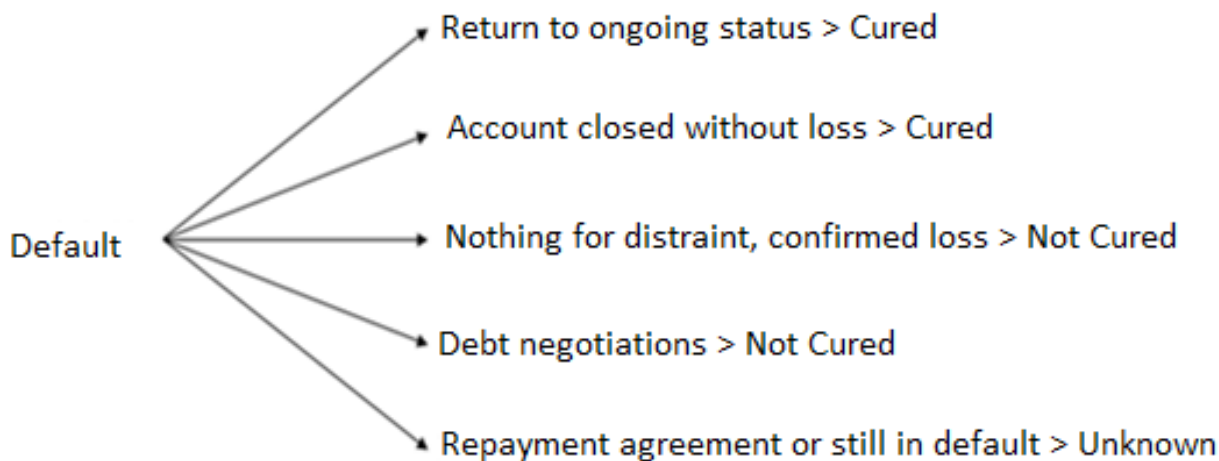 Return to ongoing status > Cured
Account closed without loss > Cured
Default
Nothing for distraint, confirmed loss > Not Cured
Debt negotiations > Not Cured
Repayment agreement or still in default > Unknown